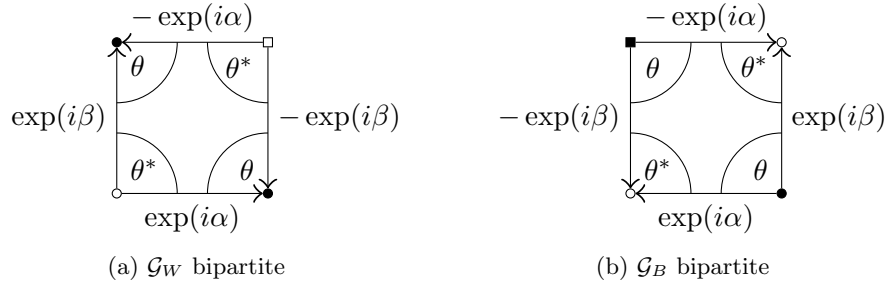 − exp(iα) − exp(iα)
θ θ* θ θ*
exp(iβ) − exp(iβ) − exp(iβ) exp(iβ)
θ* θ θ* θ
exp(iα) exp(iα)
(a) 𝒢_W bipartite (b) 𝒢_B bipartite